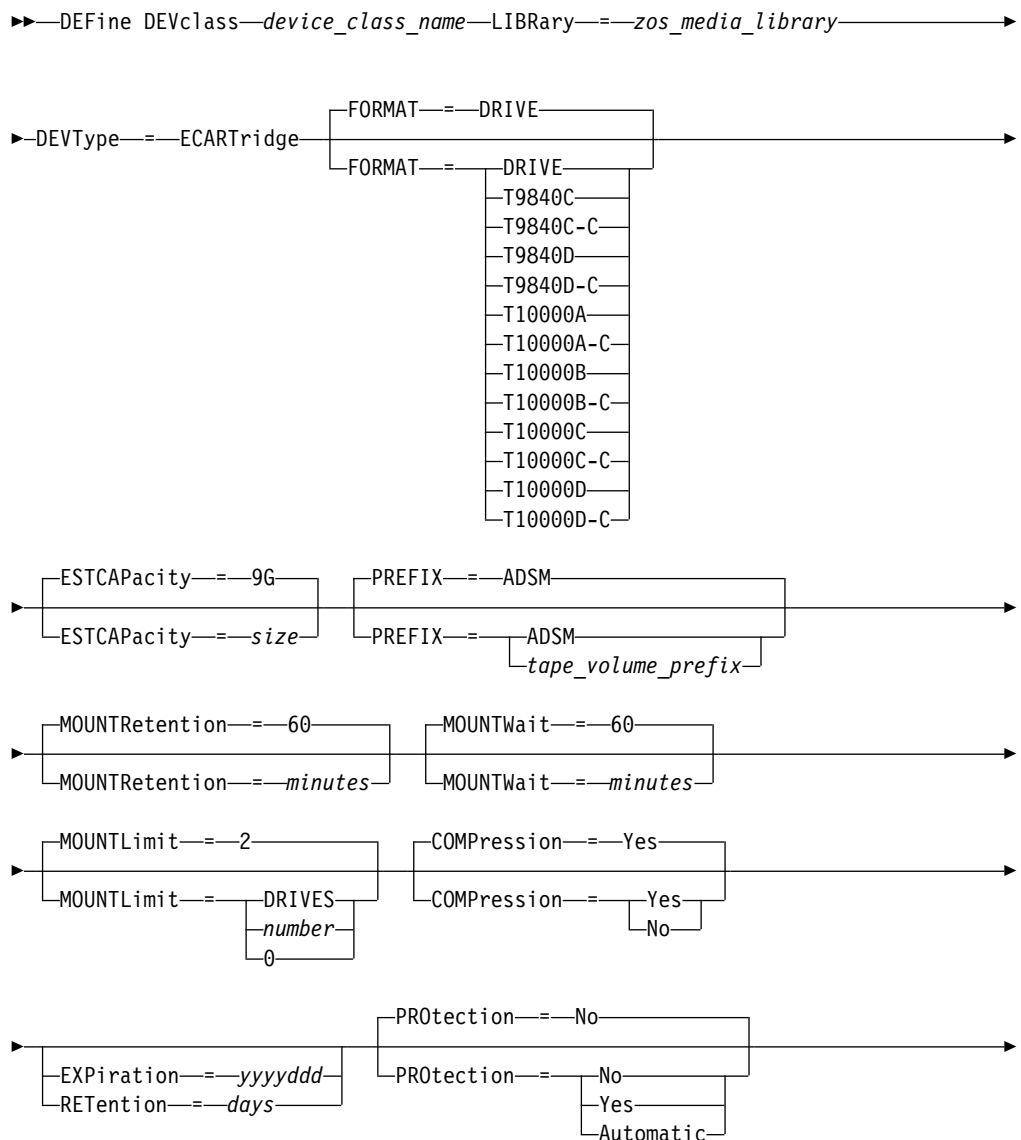 DEFine DEVclass device_class_name LIBRary = zos_media_library
FORMAT = DRIVE
DEVType = ECARTridge
FORMAT = DRIVE
T9840C
T9840C-C
T9840D
T9840D-C
T10000A
T10000A-C
T10000B
T10000B-C
T10000C
T10000C-C
T10000D
T10000D-C
ESTCAPacity = 9G PREFIX = ADSM
ESTCAPacity = size PREFIX = ADSM
tape_volume_prefix
MOUNTRetention = 60 MOUNTWait = 60
MOUNTRetention = minutes MOUNTWait = minutes
MOUNTLimit = 2 COMPression = Yes
MOUNTLimit = DRIVES COMPression = Yes
number No
0
PROtection = No
EXPiration = yyyyddd PROtection = No
RETention = days Yes
Automatic